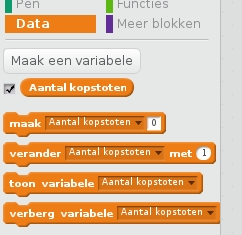 Pen Functies
Data Meer blokken
Maak een variabele
Aantal kopstoten
maak Aantal kopstoten 0
verander Aantal kopstoten met 1
toon variabele Aantal kopstoten
verberg variabele Aantal kopstoten